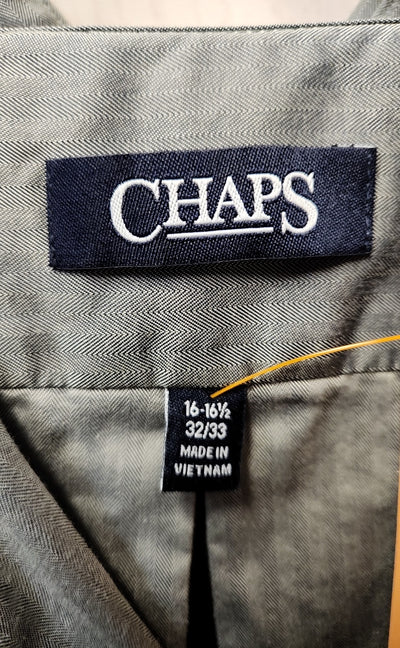 CHAPS
16-16½
32/33
MADE IN
VIETNAM